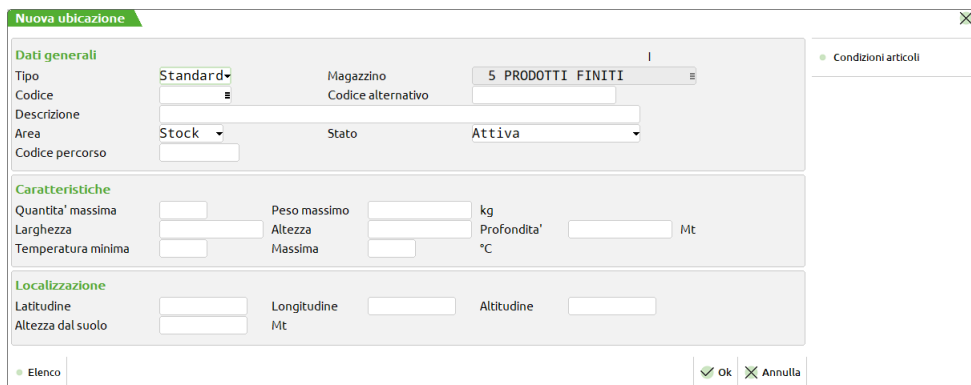 Nuova ubicazione
Dati generali
Condizioni articoli
Tipo Standard Magazzino 5 PRODOTTI FINITI
Codice Codice alternativo
Descrizione
Area Stock Stato Attiva
Codice percorso
Caratteristiche
Quantita' massima Peso massimo kg
Larghezza Altezza Profondita' Mt
Temperatura minima Massima °C
Localizzazione
Latitudine Longitudine Altitudine
Altezza dal suolo Mt
Elenco Ok Annulla